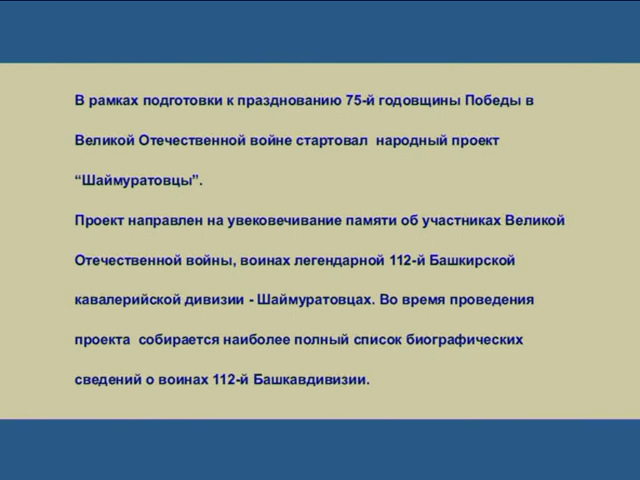 В рамках подготовки к празднованию 75-й годовщины Победы в
Великой Отечественной войне стартовал  народный проект
“Шаймуратовцы”.
Проект направлен на увековечивание памяти об участниках Великой
Отечественной войны, воинах легендарной 112-й Башкирской
кавалерийской дивизии - Шаймуратовцах. Во время проведения
проекта  собирается наиболее полный список биографических
сведений о воинах 112-й Башкавдивизии.